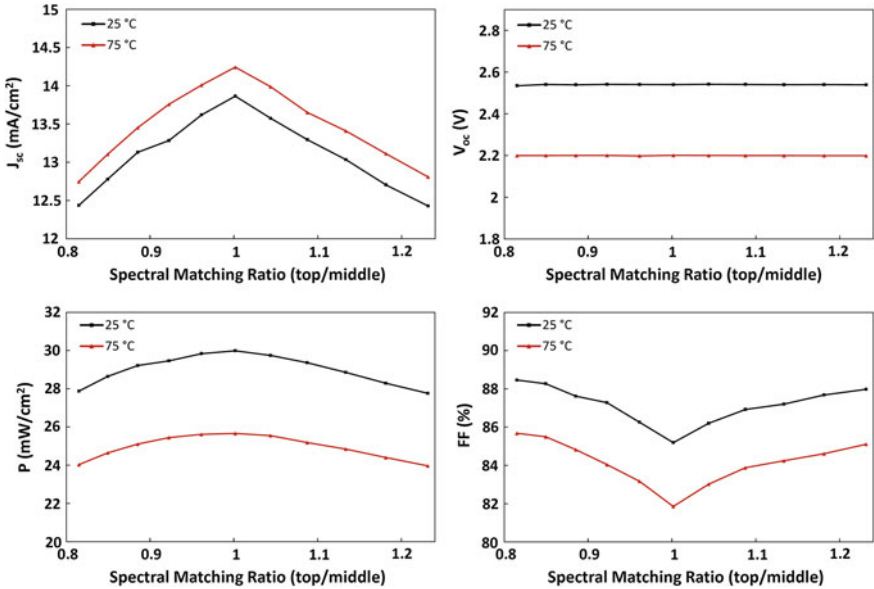 15
14.5
14
13.5
13
12.5
12
J_sc (mA/cm²)
25 °C
75 °C
0.8 0.9 1 1.1 1.2
Spectral Matching Ratio (top/middle)
3
2.8
2.6
2.4
2.2
2
1.8
V_oc (V)
25 °C
75 °C
0.8 0.9 1 1.1 1.2
Spectral Matching Ratio (top/middle)
32
30
28
26
24
22
20
P (mW/cm²)
25 °C
75 °C
0.8 0.9 1 1.1 1.2
Spectral Matching Ratio (top/middle)
92
90
88
86
84
82
80
FF (%)
25 °C
75 °C
0.8 0.9 1 1.1 1.2
Spectral Matching Ratio (top/middle)